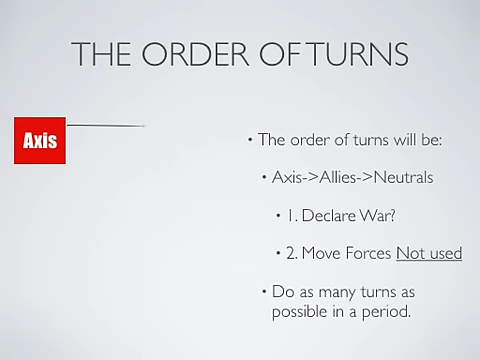 THE ORDER OF TURNS
Axis
• The order of turns will be:
• Axis->Allies->Neutrals
• 1. Declare War?
• 2. Move Forces Not used
• Do as many turns as
possible in a period.